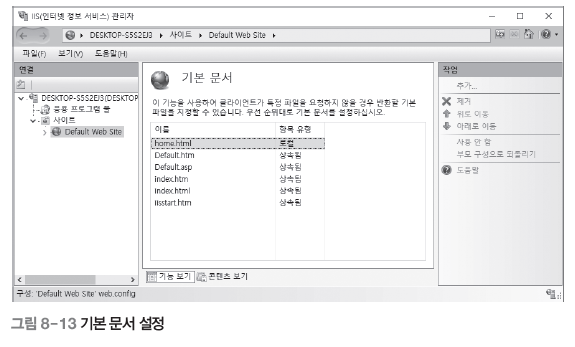 IIS(인터넷 정보 서비스) 관리자
DESKTOP-S5S2EJ3 ▸ 사이트 ▸ Default Web Site ▸
파일(F) 보기(V) 도움말(H)
연결
DESKTOP-S5S2EJ3(DESKTOP
응용 프로그램 풀
사이트
Default Web Site
기본 문서
이 기능을 사용하여 클라이언트가 특정 파일을 요청하지 않을 경우 반환할 기본
파일을 지정할 수 있습니다. 우선 순위대로 기본 문서를 설정하십시오.
이름 항목 유형
home.html 로컬
Default.htm 상속됨
Default.asp 상속됨
index.htm 상속됨
index.html 상속됨
iisstart.htm 상속됨
기능 보기 콘텐츠 보기
작업
추가...
제거
위로 이동
아래로 이동
사용 안 함
부모 구성으로 되돌리기
도움말
구성: 'Default Web Site' web.config
그림 8-13 기본 문서 설정